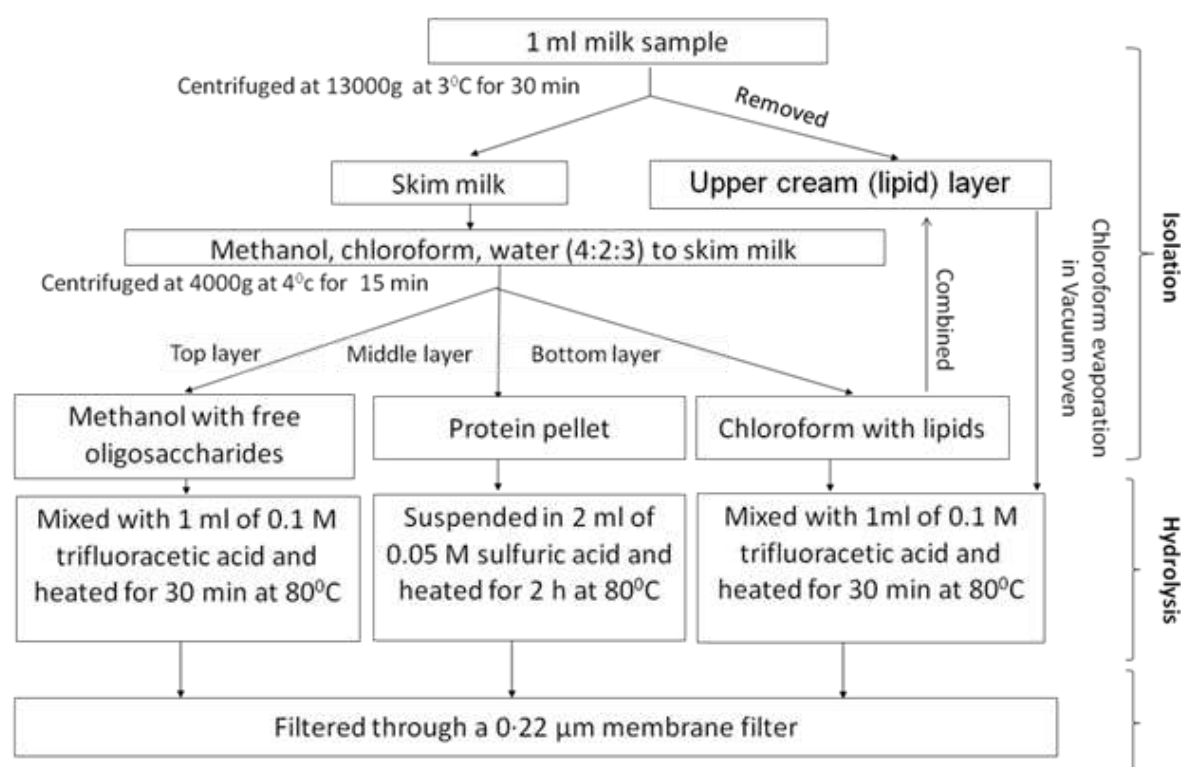 1 ml milk sample
Centrifuged at 13000g at 3⁰C for 30 min
Removed
Skim milk
Upper cream (lipid) layer
Methanol, chlooform, water (4:2:3) to skim milk
Centrifuged at 4000g at 4⁰c for 15 min
Combined
Chloroform evaporation
in Vacuum oven
Isolation
Top layer
Middle layer
Bottom layer
Methanol with free
oligosaccharides
Protein pellet
Chloroform with lipids
Mixed with 1 ml of 0.1 M
trifluoracetic acid and
heated for 30 min at 80⁰C
Suspended in 2 ml of
0.05 M sulfuric acid and
heated for 2 h at 80⁰C
Mixed with 1ml of 0.1 M
trifluoracetic acid and
heated for 30 min at 80⁰C
Hydrolysis
Filtered through a 0·22 µm membrane filter